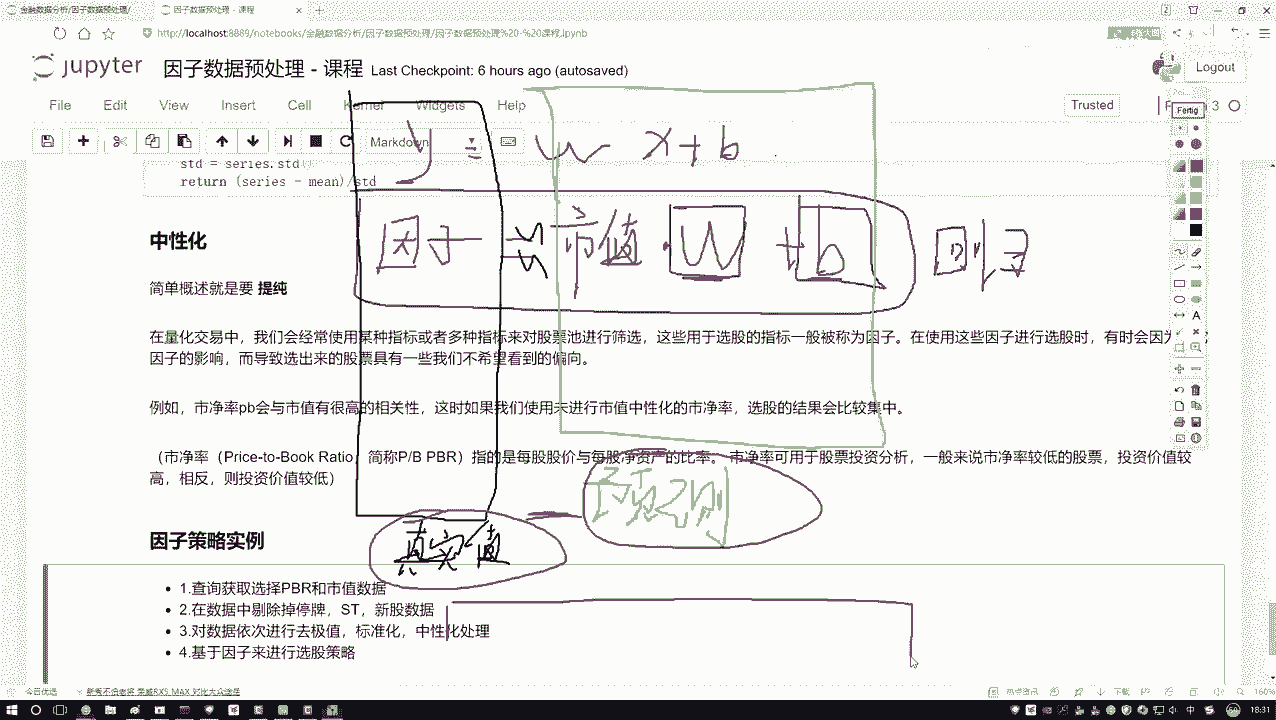 金融数据分析/因子数据预处理/
因子数据预处理 - 课程
http://localhost:8889/notebooks/金融数据分析/因子数据预处理/因子数据预处理%20-%20课程.ipynb
jupyter 因子数据预处理 - 课程 Last Checkpoint: 6 hours ago (autosaved)
Logout
File Edit View Insert Cell Kernel Widgets Help
Trusted
3
Fertig
Markdown
y = w x + b
std = series.std
return (series - mean)/std
因子 市值 · W + b
中性化
简单概述就是要 提纯
在量化交易中，我们会经常使用某种指标或者多种指标来对股票池进行筛选，这些用于选股的指标一般被称为因子。在使用这些因子进行选股时，有时会因为
因子的影响，而导致选出来的股票具有一些我们不希望看到的偏向。
例如，市净率pb会与市值有很高的相关性，这时如果我们使用未进行市值中性化的市净率，选股的结果会比较集中。
（市净率（Price-to-Book Ratio 简称P/B PBR）指的是每股股价与每股净资产的比率。 市净率可用于股票投资分析，一般来说市净率较低的股票，投资价值较
高，相反，则投资价值较低）
预测
因子策略实例
真实值
1.查询获取选择PBR和市值数据
2.在数据中剔除掉停牌，ST，新股数据
3.对数据依次进行去极值，标准化，中性化处理
4.基于因子来进行选股策略
今日优选
热点资讯
下载
160%
中
18:31